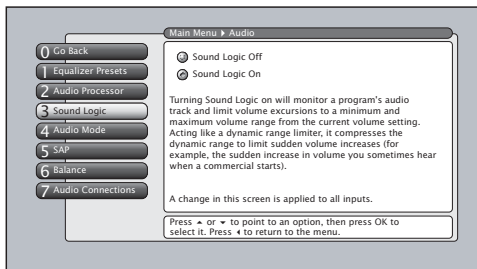 Main Menu ▸ Audio
0 Go Back
1 Equalizer Presets
2 Audio Processor
3 Sound Logic
4 Audio Mode
5 SAP
6 Balance
7 Audio Connections
Sound Logic Off
Sound Logic On
Turning Sound Logic on will monitor a program's audio
track and limit volume excursions to a minimum and
maximum volume range from the current volume setting.
Acting like a dynamic range limiter, it compresses the
dynamic range to limit sudden volume increases (for
example, the sudden increase in volume you sometimes hear
when a commercial starts).
A change in this screen is applied to all inputs.
Press ▴ or ▾ to point to an option, then press OK to
select it. Press ◂ to return to the menu.